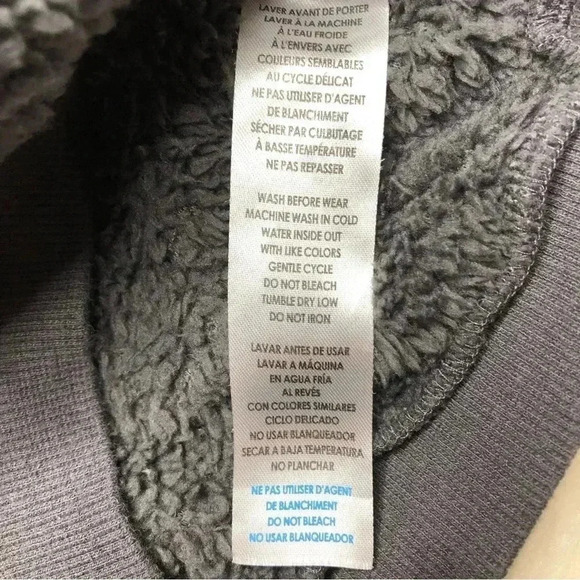 LAVER AVANT DE PORTER
LAVER À LA MACHINE
À L'EAU FROIDE
À L'ENVERS AVEC
COULEURS SEMBLABLES
AU CYCLE DÉLICAT
NE PAS UTILISER D'AGENT
DE BLANCHIMENT
SÉCHER PAR CULBUTAGE
À BASSE TEMPÉRATURE
NE PAS REPASSER
WASH BEFORE WEAR
MACHINE WASH IN COLD
WATER INSIDE OUT
WITH LIKE COLORS
GENTLE CYCLE
DO NOT BLEACH
TUMBLE DRY LOW
DO NOT IRON
LAVAR ANTES DE USAR
LAVAR A MÁQUINA
EN AGUA FRÍA
AL REVÉS
CON COLORES SIMILARES
CICLO DELICADO
NO USAR BLANQUEADOR
SECAR A BAJA TEMPERATURA
NO PLANCHAR
NE PAS UTILISER D'AGENT
DE BLANCHIMENT
DO NOT BLEACH
NO USAR BLANQUEADOR